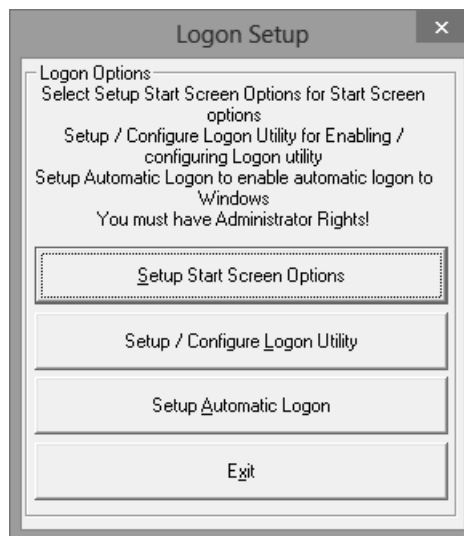 Logon Setup
Logon Options
Select Setup Start Screen Options for Start Screen
options
Setup / Configure Logon Utility for Enabling /
configuring Logon utility
Setup Automatic Logon to enable automatic logon to
Windows
You must have Administrator Rights!
Setup Start Screen Options
Setup / Configure Logon Utility
Setup Automatic Logon
Exit